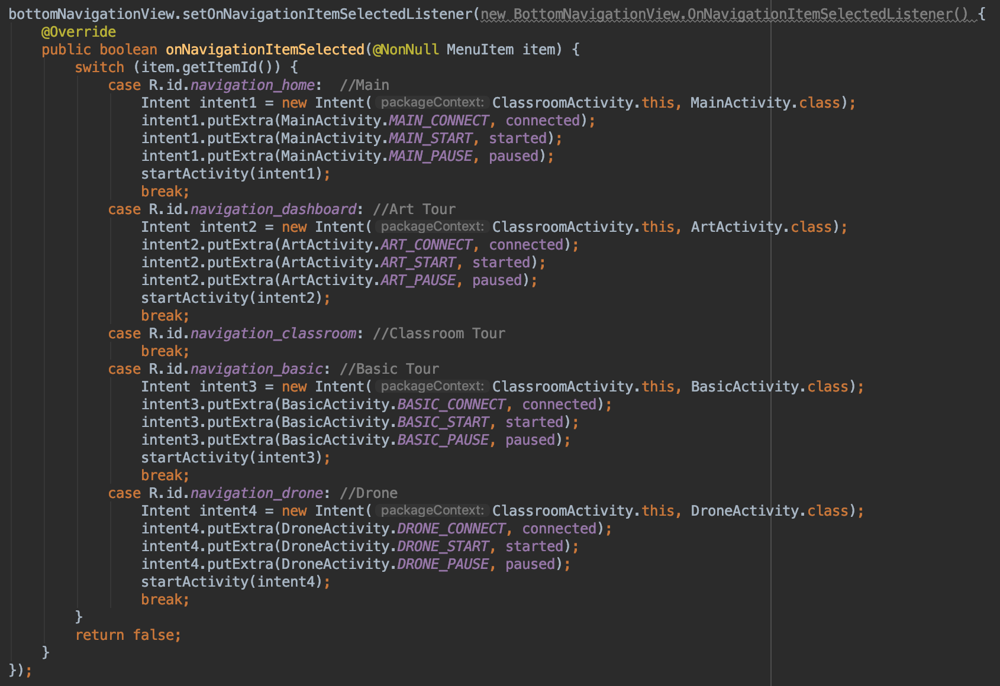 bottomNavigationView.setOnNavigationItemSelectedListener(new BottomNavigationView.OnNavigationItemSelectedListener() {
    @Override
    public boolean onNavigationItemSelected(@NonNull MenuItem item) {
        switch (item.getItemId()) {
            case R.id.navigation_home:  //Main
                Intent intent1 = new Intent( packageContext: ClassroomActivity.this, MainActivity.class);
                intent1.putExtra(MainActivity.MAIN_CONNECT, connected);
                intent1.putExtra(MainActivity.MAIN_START, started);
                intent1.putExtra(MainActivity.MAIN_PAUSE, paused);
                startActivity(intent1);
                break;
            case R.id.navigation_dashboard: //Art Tour
                Intent intent2 = new Intent( packageContext: ClassroomActivity.this, ArtActivity.class);
                intent2.putExtra(ArtActivity.ART_CONNECT, connected);
                intent2.putExtra(ArtActivity.ART_START, started);
                intent2.putExtra(ArtActivity.ART_PAUSE, paused);
                startActivity(intent2);
                break;
            case R.id.navigation_classroom: //Classroom Tour
                break;
            case R.id.navigation_basic: //Basic Tour
                Intent intent3 = new Intent( packageContext: ClassroomActivity.this, BasicActivity.class);
                intent3.putExtra(BasicActivity.BASIC_CONNECT, connected);
                intent3.putExtra(BasicActivity.BASIC_START, started);
                intent3.putExtra(BasicActivity.BASIC_PAUSE, paused);
                startActivity(intent3);
                break;
            case R.id.navigation_drone: //Drone
                Intent intent4 = new Intent( packageContext: ClassroomActivity.this, DroneActivity.class);
                intent4.putExtra(DroneActivity.DRONE_CONNECT, connected);
                intent4.putExtra(DroneActivity.DRONE_START, started);
                intent4.putExtra(DroneActivity.DRONE_PAUSE, paused);
                startActivity(intent4);
                break;
        }
        return false;
    }
});